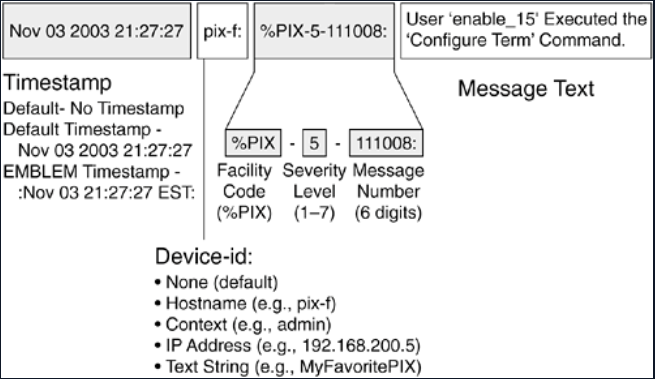 Nov 03 2003 21:27:27 pix-f: %PIX-5-111008: User ‘enable_15’ Executed the
‘Configure Term’ Command.
Timestamp
Default- No Timestamp
Default Timestamp -
Nov 03 2003 21:27:27
EMBLEM Timestamp -
:Nov 03 21:27:27 EST:
Message Text
%PIX - 5 - 111008:
Facility Severity Message
Code Level Number
(%PIX) (1–7) (6 digits)
Device-id:
• None (default)
• Hostname (e.g., pix-f)
• Context (e.g., admin)
• IP Address (e.g., 192.168.200.5)
• Text String (e.g., MyFavoritePIX)